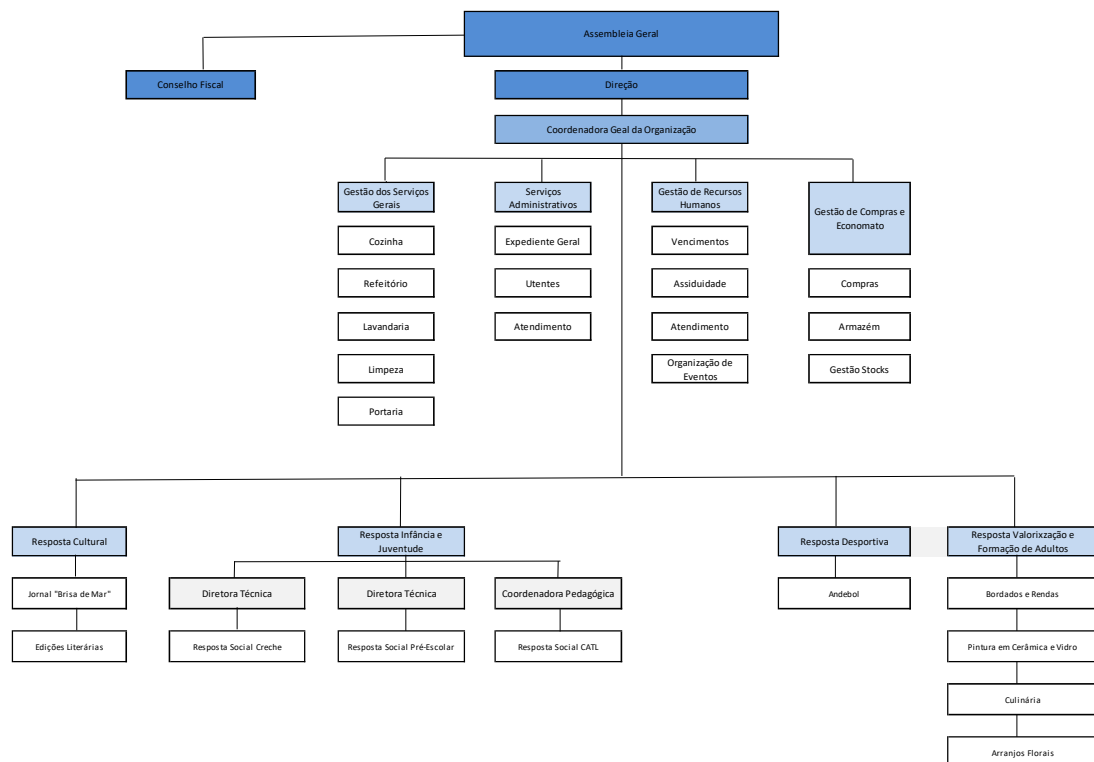 Assembleia Geral
Conselho Fiscal
Direção
Coordenadora Geal da Organização
Gestão dos Serviços
Gerais
Serviços
Administrativos
Gestão de Recursos
Humanos
Gestão de Compras e
Economato
Cozinha
Expediente Geral
Vencimentos
Refeitório
Utentes
Assiduidade
Compras
Lavandaria
Atendimento
Atendimento
Armazém
Limpeza
Organização de
Eventos
Gestão Stocks
Portaria
Resposta Cultural
Resposta Infância e
Juventude
Resposta Desportiva
Resposta Valorixzação e
Formação de Adultos
Jornal "Brisa de Mar"
Diretora Técnica
Diretora Técnica
Coordenadora Pedagógica
Andebol
Bordados e Rendas
Edições Literárias
Resposta Social Creche
Resposta Social Pré-Escolar
Resposta Social CATL
Pintura em Cerâmica e Vidro
Culinária
Arranjos Florais